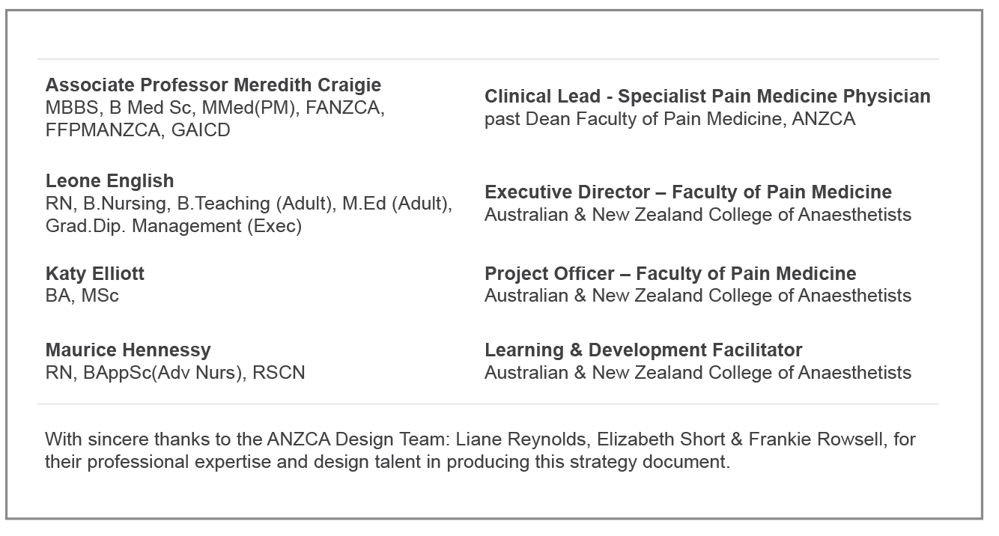 Associate Professor Meredith Craigie
MBBS, B Med Sc, MMed(PM), FANZCA,
FFPMANZCA, GAICD
Clinical Lead - Specialist Pain Medicine Physician
past Dean Faculty of Pain Medicine, ANZCA
Leone English
RN, B.Nursing, B.Teaching (Adult), M.Ed (Adult),
Grad.Dip. Management (Exec)
Executive Director – Faculty of Pain Medicine
Australian & New Zealand College of Anaesthetists
Katy Elliott
BA, MSc
Project Officer – Faculty of Pain Medicine
Australian & New Zealand College of Anaesthetists
Maurice Hennessy
RN, BAppSc(Adv Nurs), RSCN
Learning & Development Facilitator
Australian & New Zealand College of Anaesthetists
With sincere thanks to the ANZCA Design Team: Liane Reynolds, Elizabeth Short & Frankie Rowsell, for
their professional expertise and design talent in producing this strategy document.